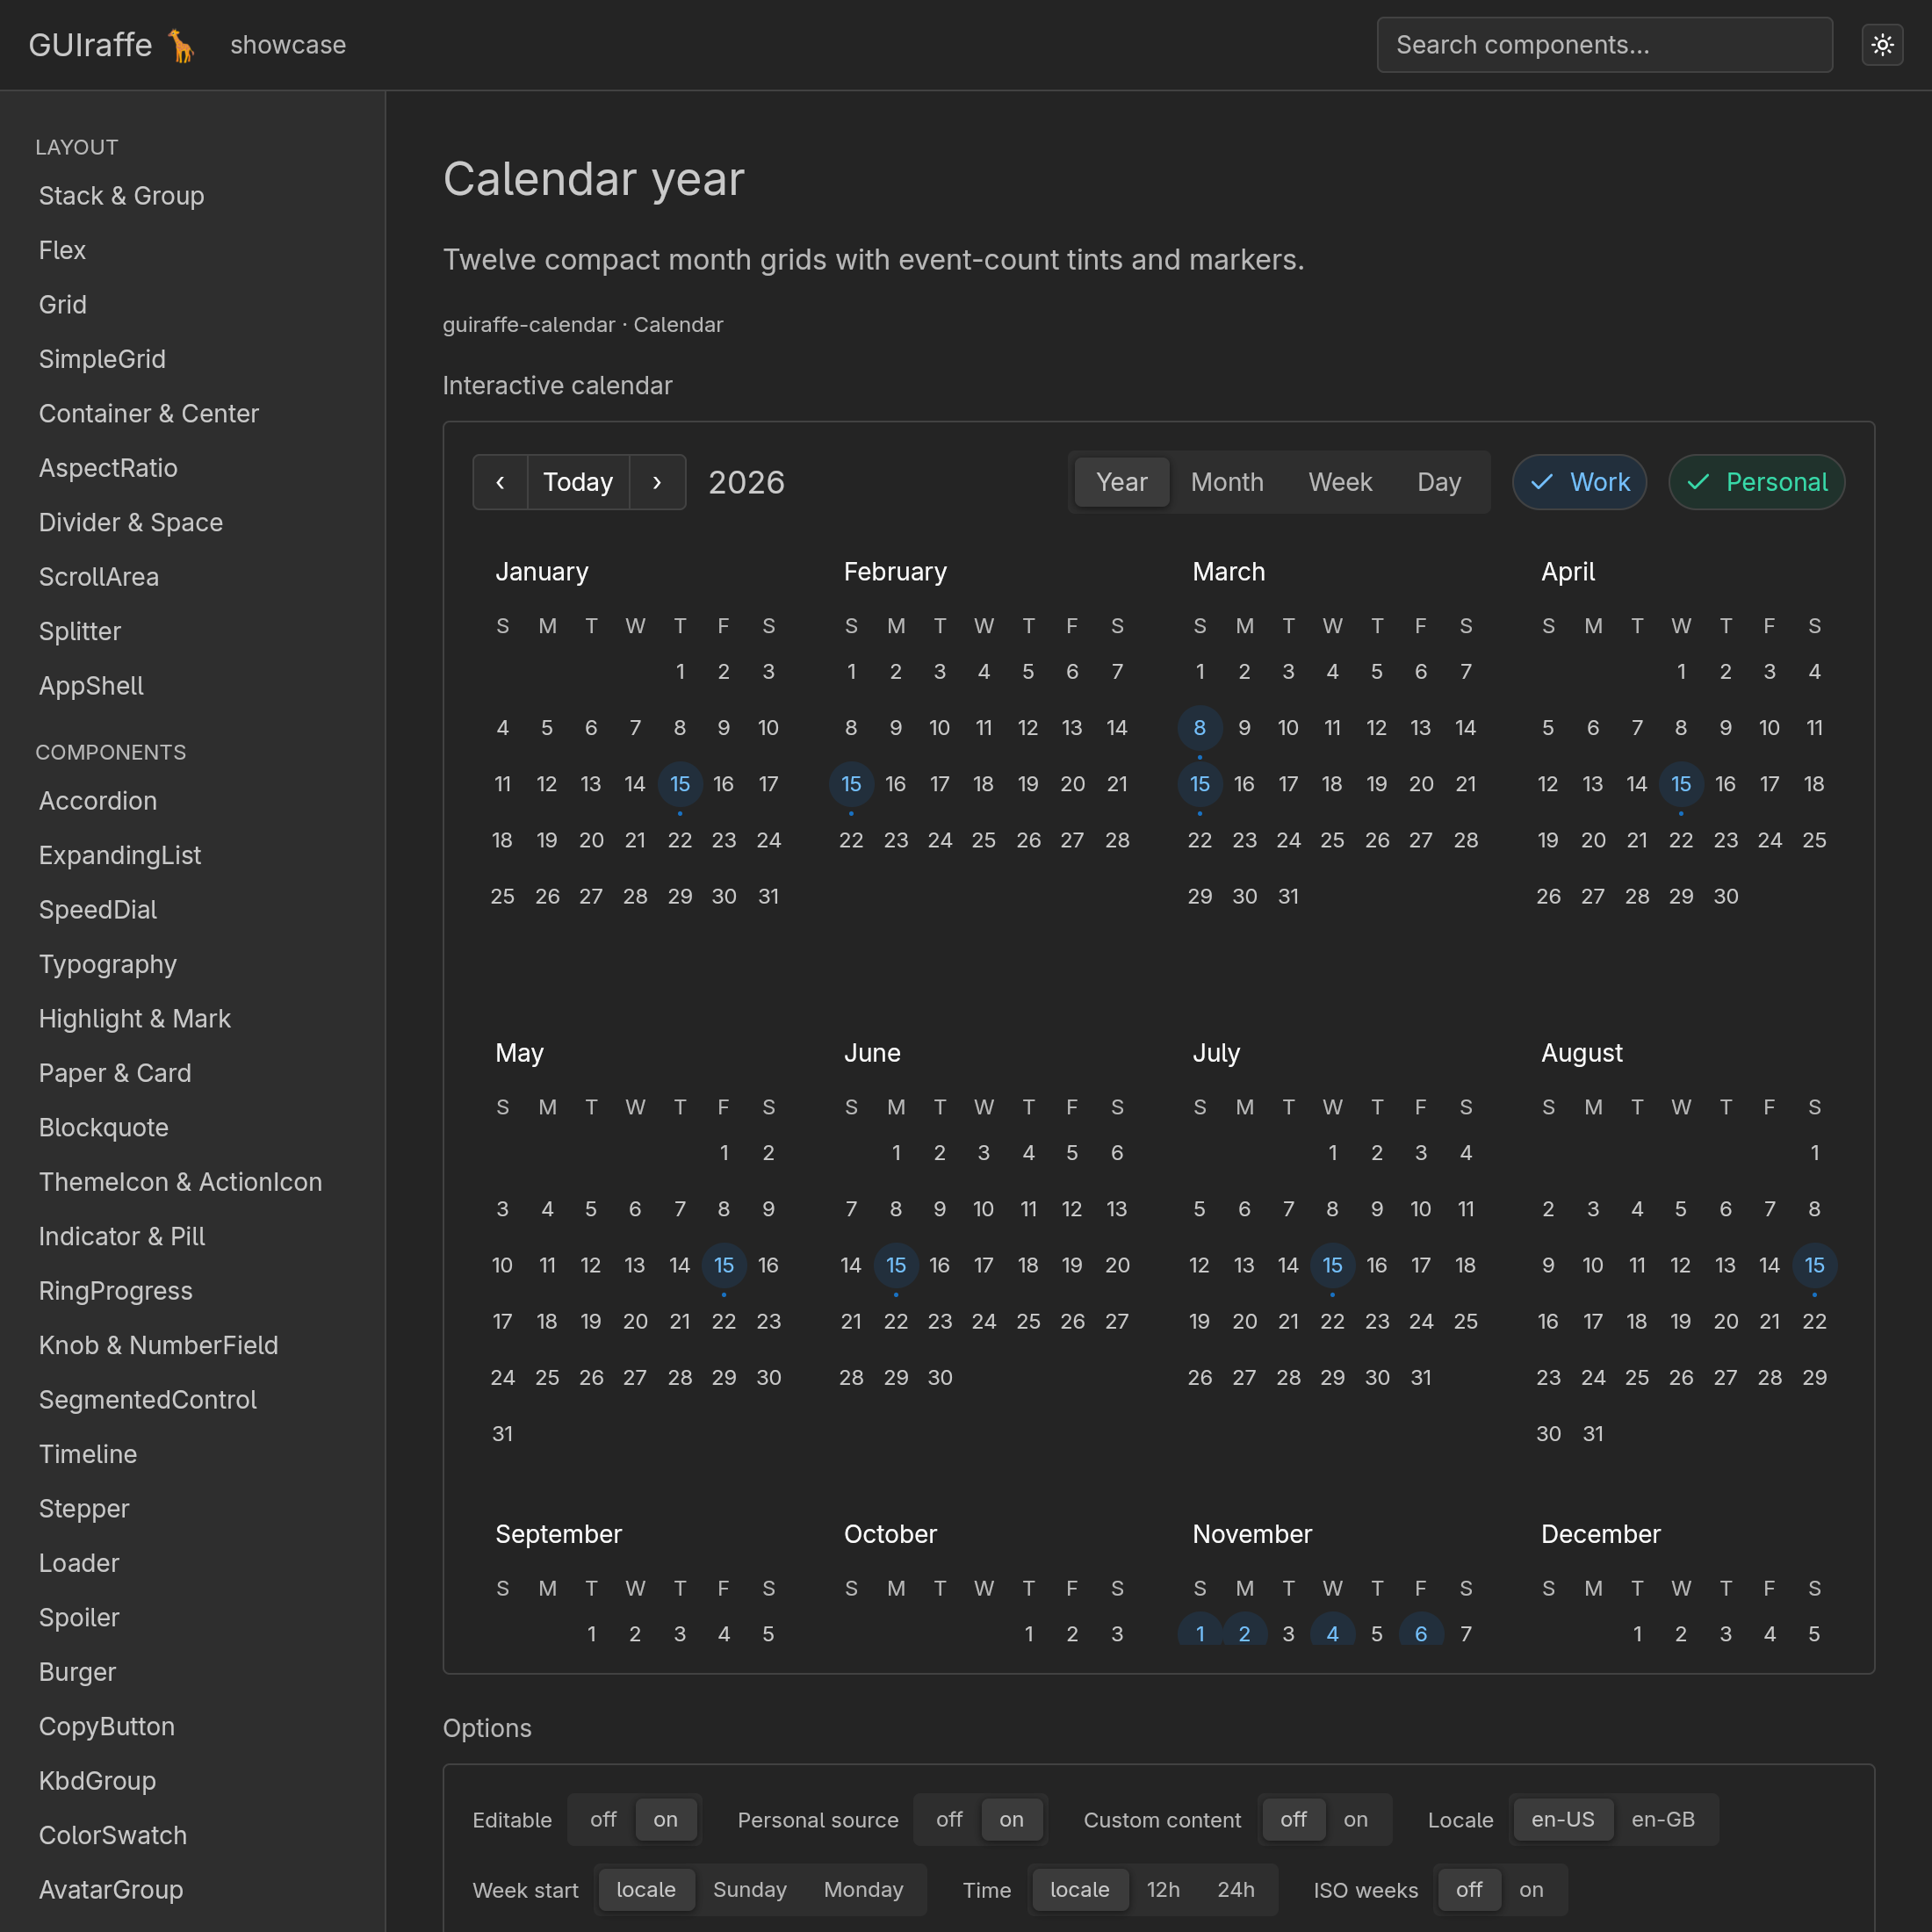 GUIraffe 🦒 showcase Search components...
LAYOUT
Stack & Group
Flex
Grid
SimpleGrid
Container & Center
AspectRatio
Divider & Space
ScrollArea
Splitter
AppShell
COMPONENTS
Accordion
ExpandingList
SpeedDial
Typography
Highlight & Mark
Paper & Card
Blockquote
ThemeIcon & ActionIcon
Indicator & Pill
RingProgress
Knob & NumberField
SegmentedControl
Timeline
Stepper
Loader
Spoiler
Burger
CopyButton
KbdGroup
ColorSwatch
AvatarGroup
Calendar year
Twelve compact month grids with event-count tints and markers.
guiraffe-calendar · Calendar
Interactive calendar
‹ Today › 2026 Year Month Week Day Work Personal
January February March April
S M T W T F S S M T W T F S S M T W T F S S M T W T F S
1 2 3 1 2 3 4 5 6 7 1 2 3 4 5 6 7 1 2 3 4
4 5 6 7 8 9 10 8 9 10 11 12 13 14 8 9 10 11 12 13 14 5 6 7 8 9 10 11
11 12 13 14 15 16 17 15 16 17 18 19 20 21 15 16 17 18 19 20 21 12 13 14 15 16 17 18
18 19 20 21 22 23 24 22 23 24 25 26 27 28 22 23 24 25 26 27 28 19 20 21 22 23 24 25
25 26 27 28 29 30 31 29 30 31 26 27 28 29 30
May June July August
S M T W T F S S M T W T F S S M T W T F S S M T W T F S
1 2 1 2 3 4 5 6 1 2 3 4 1
3 4 5 6 7 8 9 7 8 9 10 11 12 13 5 6 7 8 9 10 11 2 3 4 5 6 7 8
10 11 12 13 14 15 16 14 15 16 17 18 19 20 12 13 14 15 16 17 18 9 10 11 12 13 14 15
17 18 19 20 21 22 23 21 22 23 24 25 26 27 19 20 21 22 23 24 25 16 17 18 19 20 21 22
24 25 26 27 28 29 30 28 29 30 26 27 28 29 30 31 23 24 25 26 27 28 29
31 30 31
September October November December
S M T W T F S S M T W T F S S M T W T F S S M T W T F S
1 2 3 4 5 1 2 3 1 2 3 4 5 6 7 1 2 3 4 5
Options
Editable off on Personal source off on Custom content off on Locale en-US en-GB
Week start locale Sunday Monday Time locale 12h 24h ISO weeks off on